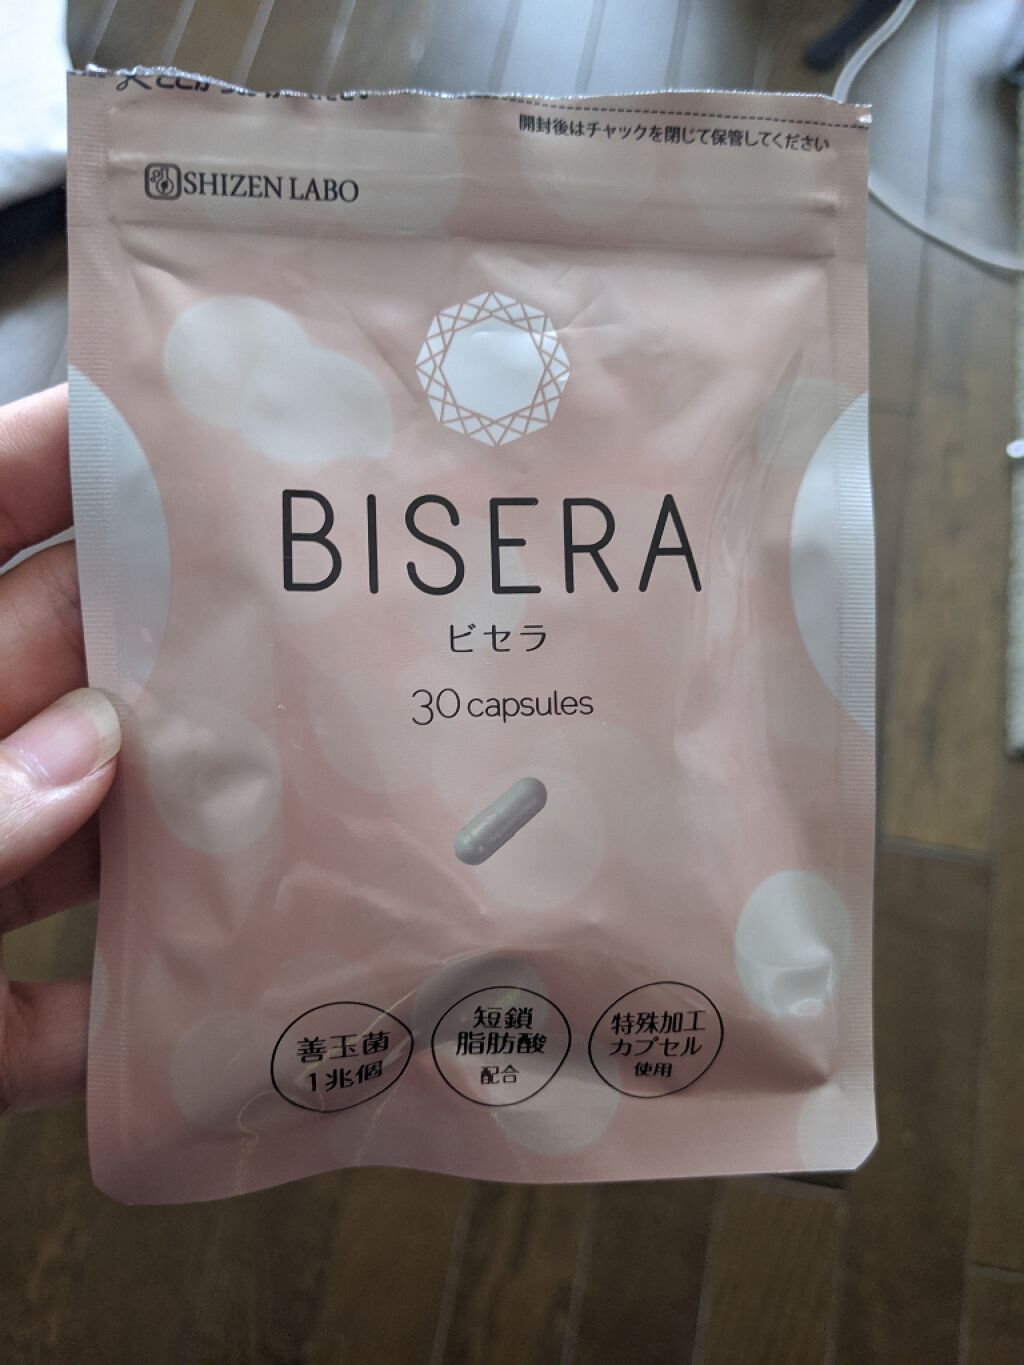 開封後はチャックを閉じて保管してください
SHIZEN LABO
BISERA
ビセラ
30 capsules
善玉菌
1兆個
短鎖
脂肪酸
配合
特殊加工
カプセル
使用